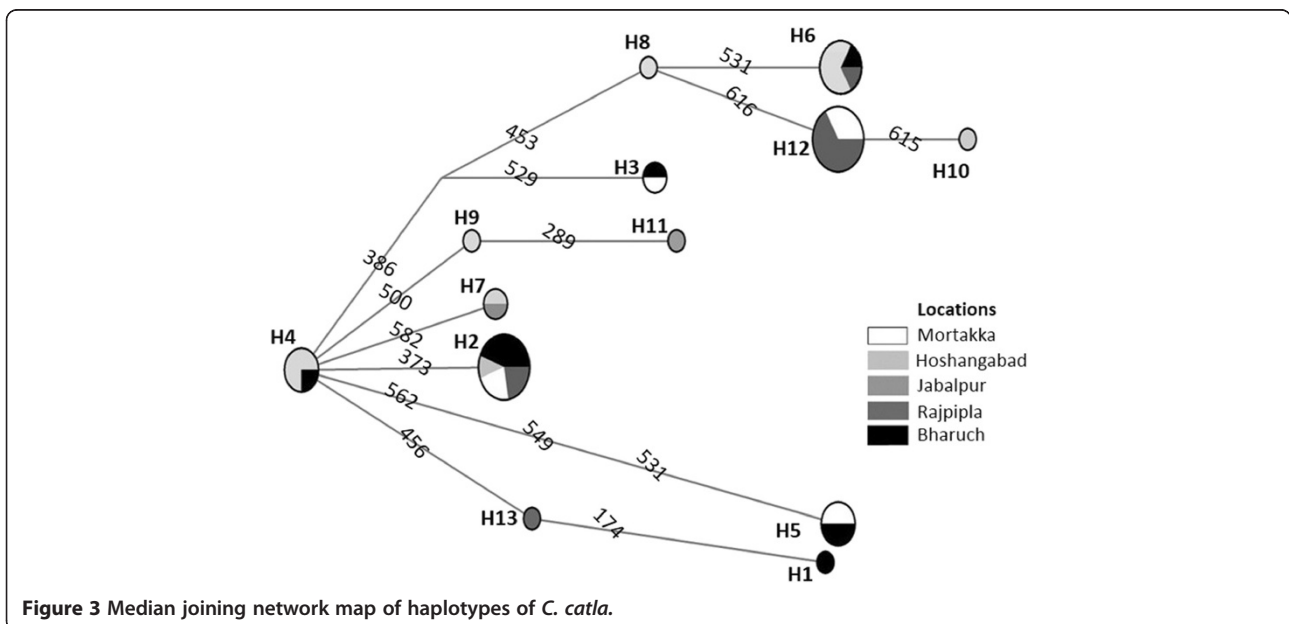 H8
531
H6
616
H12
615
H10
453
H3
529
H9
289
H11
386
500
H7
582
H4
H2
373
562
549
531
456
H5
H13
174
H1
Locations
Mortakka
Hoshangabad
Jabalpur
Rajpipla
Bharuch
Figure 3 Median joining network map of haplotypes of C. catla.